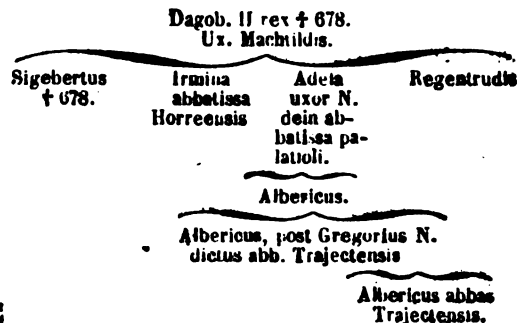 Dagob. II rex † 678.
Ux. Machtildis.
Sigebertus
† 678.
Irmina
abbatissa
Horreensis
Adela
uxor N.
dein ab-
batissa pa-
latioli.
Regentrudis
Albericus.
Albericus, post Gregorius N.
dictus abb. Trajectensis
Albericus abbas
Trajectensis.